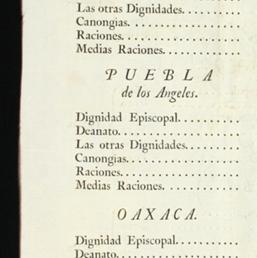 Las otras Dignidades..........
Canongias...............
Raciones................
Medias Raciones............
PUEBLA
de los Angeles.
Dignidad Episcopal...........
Deanato.................
Las otras Dignidades..........
Canongias...............
Raciones................
Medias Raciones............
OAXACA.
Dignidad Episcopal...........
Deanato.................